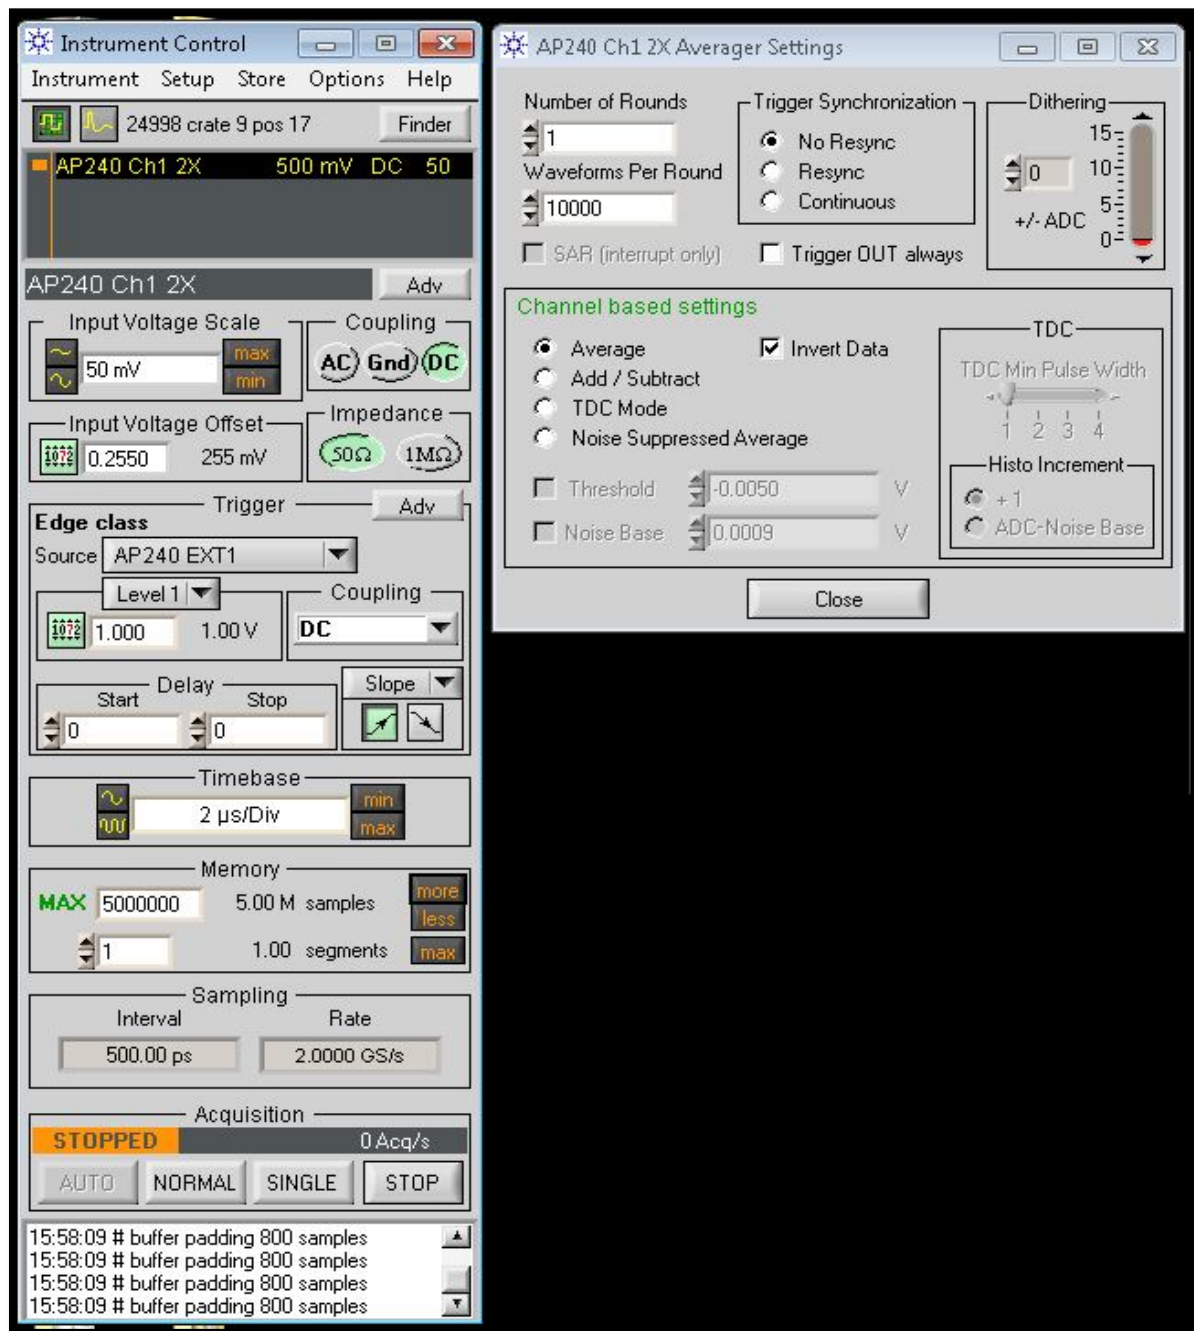 Instrument Control
Instrument Setup Store Options Help
24998 crate 9 pos 17 Finder
AP240 Ch1 2X 500 mV DC 50
AP240 Ch1 2X Adv
Input Voltage Scale Coupling
50 mV max min AC Gnd DC
Input Voltage Offset Impedance
0.2550 255 mV 50Ω 1MΩ
Trigger Adv
Edge class
Source AP240 EXT1
Level 1 Coupling
1.000 1.00 V DC
Delay Slope
Start Stop
0 0
Timebase
2 µs/Div min max
Memory
MAX 5000000 5.00 M samples more less
1 1.00 segments max
Sampling
Interval Rate
500.00 ps 2.0000 GS/s
Acquisition
STOPPED 0 Acq/s
AUTO NORMAL SINGLE STOP
15:58:09 # buffer padding 800 samples
15:58:09 # buffer padding 800 samples
15:58:09 # buffer padding 800 samples
15:58:09 # buffer padding 800 samples
AP240 Ch1 2X Averager Settings
Number of Rounds
1
Waveforms Per Round
10000
SAR (interrupt only)
Trigger Synchronization
No Resync
Resync
Continuous
Trigger OUT always
Dithering
0
+/- ADC
15
10
5
0
Channel based settings
Average
Add / Subtract
TDC Mode
Noise Suppressed Average
Invert Data
Threshold -0.0050 V
Noise Base 0.0009 V
TDC
TDC Min Pulse Width
1 2 3 4
Histo Increment
+1
ADC-Noise Base
Close